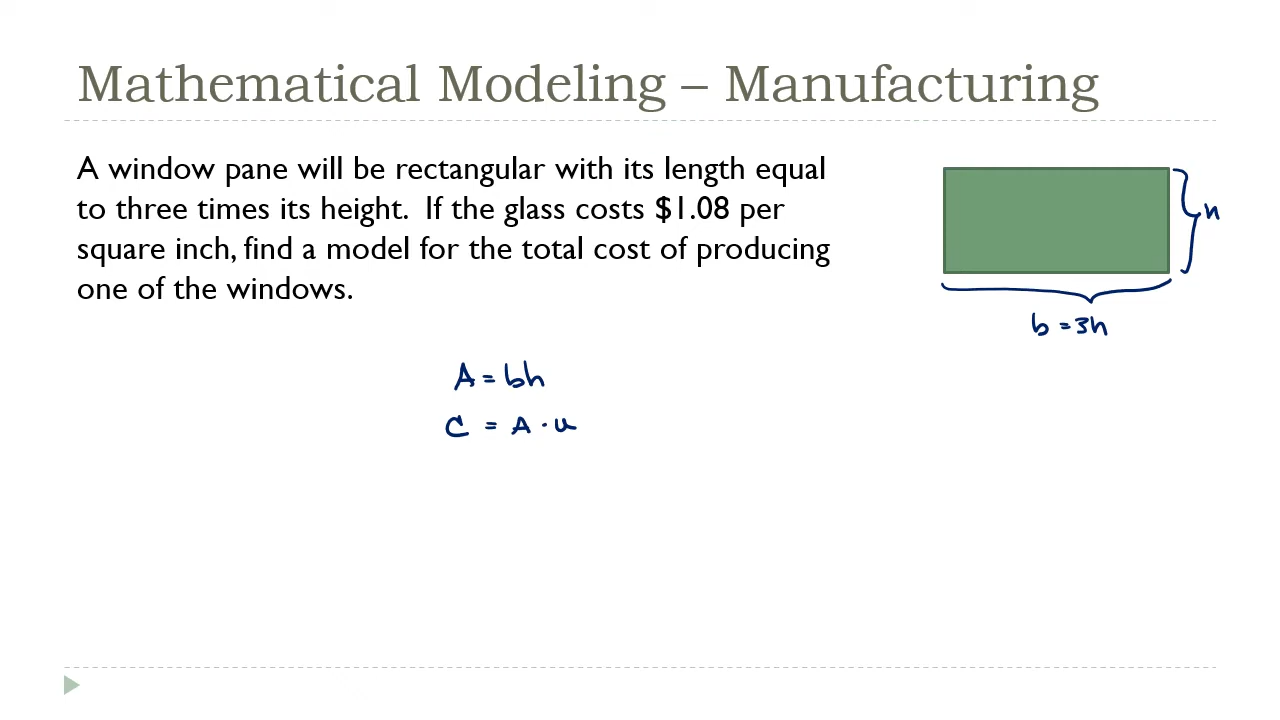 Mathematical Modeling – Manufacturing
A window pane will be rectangular with its length equal
to three times its height. If the glass costs $1.08 per
square inch, find a model for the total cost of producing
one of the windows.
h
b = 3h
A = bh
C = A · u